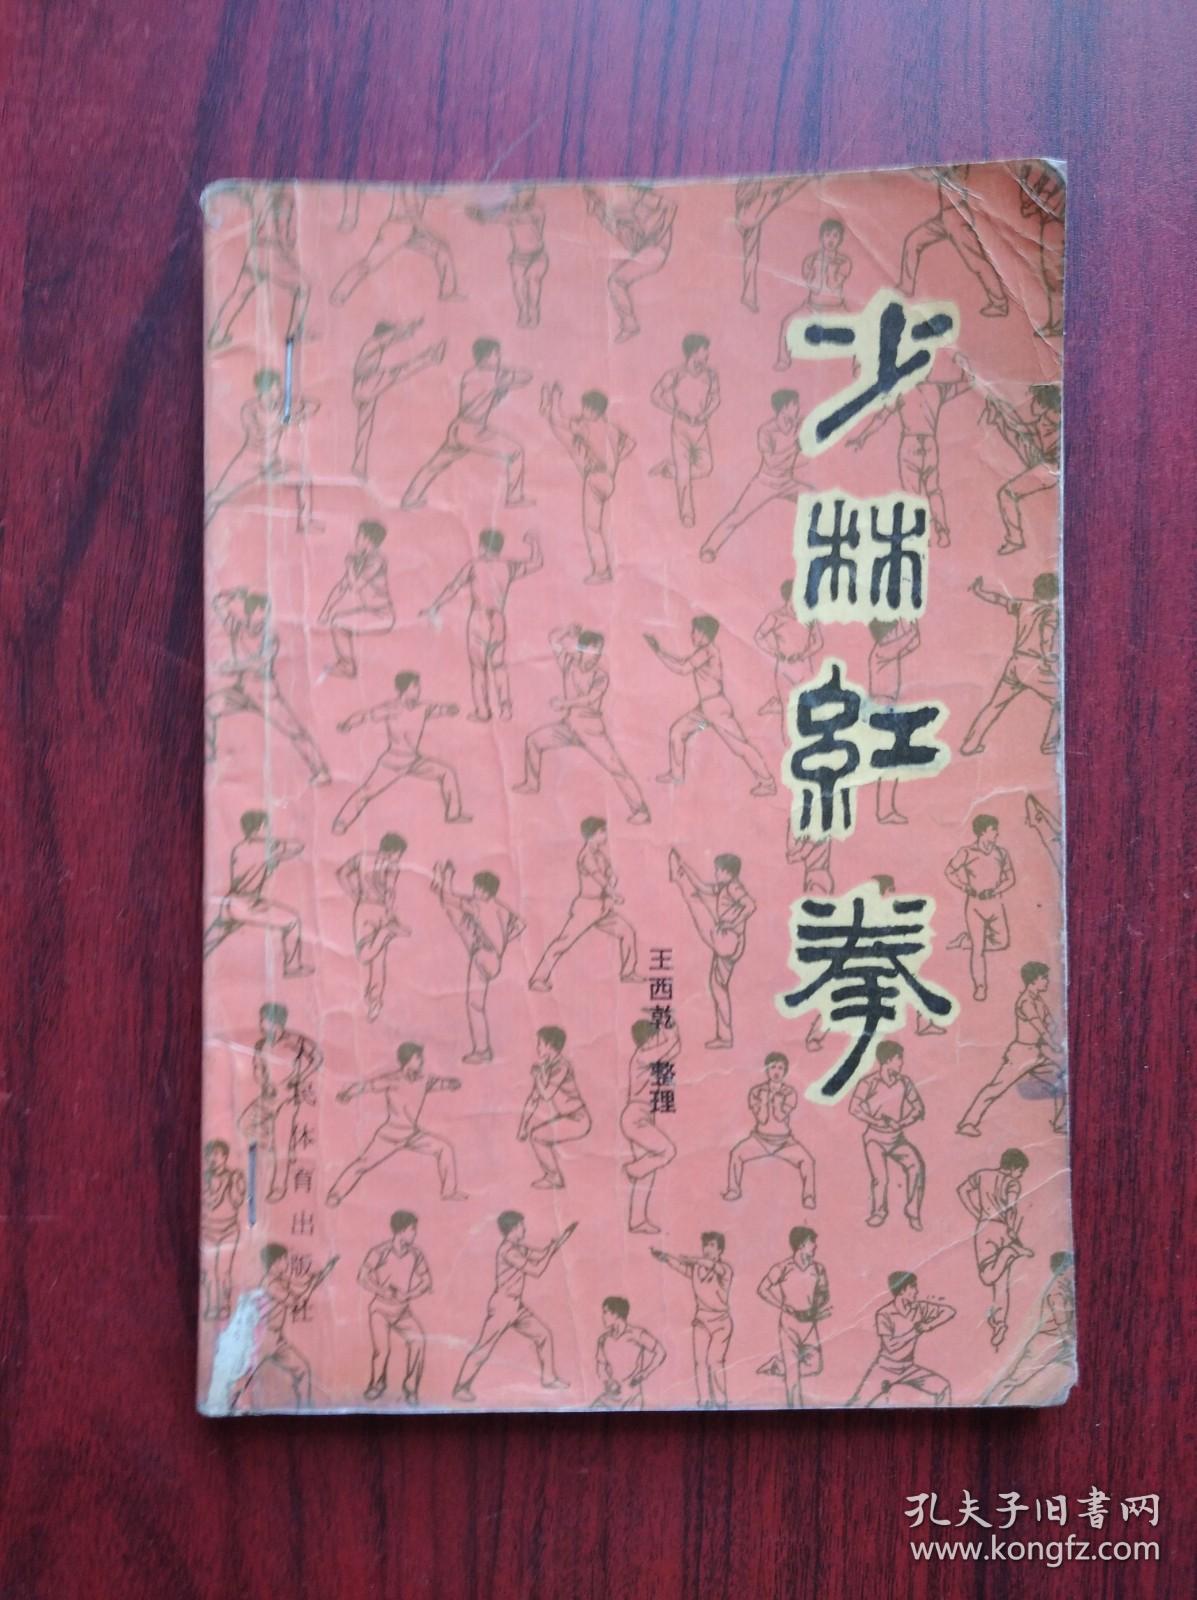 少林紅拳
王西乾 整理
人民体育出版社
孔夫子旧书网
www.kongfz.com